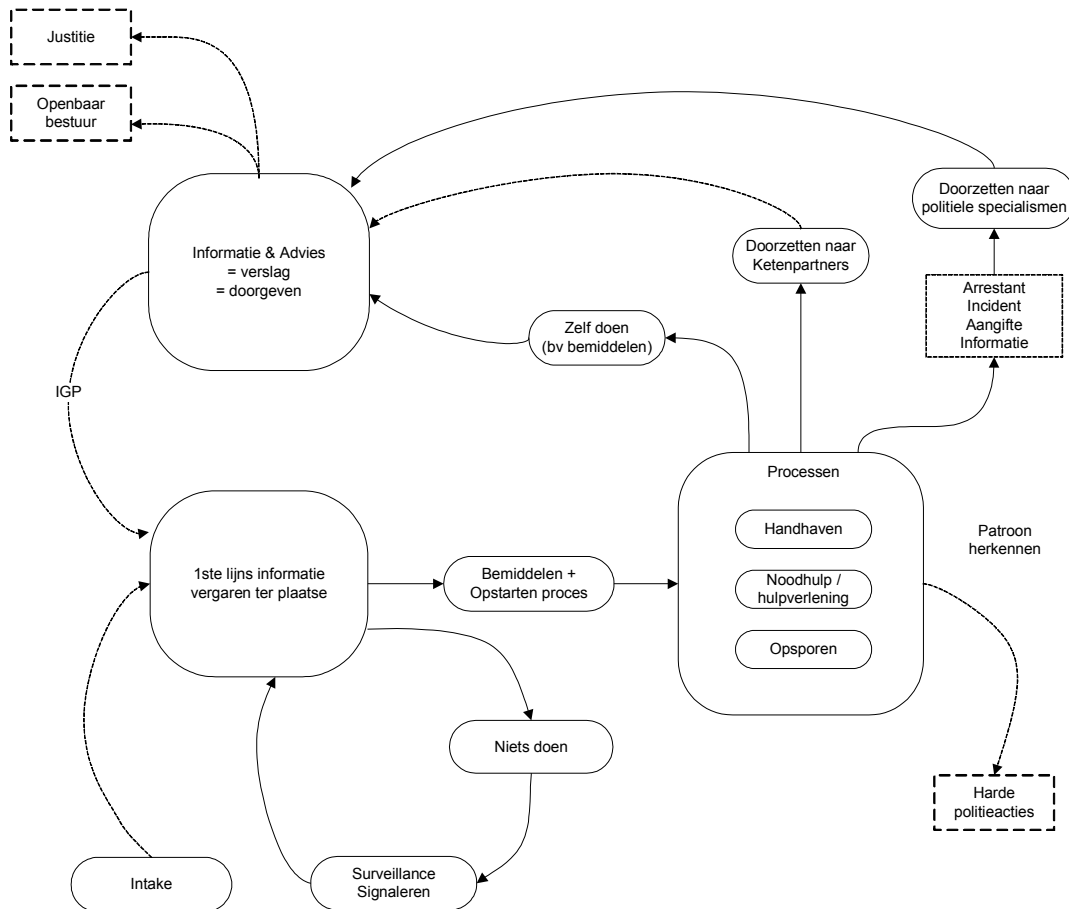 Justitie
Openbaar
bestuur
Informatie & Advies
= verslag
= doorgeven
Doorzetten naar
politiele specialismen
Doorzetten naar
Ketenpartners
Arrestant
Incident
Aangifte
Informatie
Zelf doen
(bv bemiddelen)
IGP
Processen
Handhaven
Noodhulp /
hulpverlening
Opsporen
Patroon
herkennen
1ste lijns informatie
vergaren ter plaatse
Bemiddelen +
Opstarten proces
Niets doen
Harde
politieacties
Surveillance
Signaleren
Intake